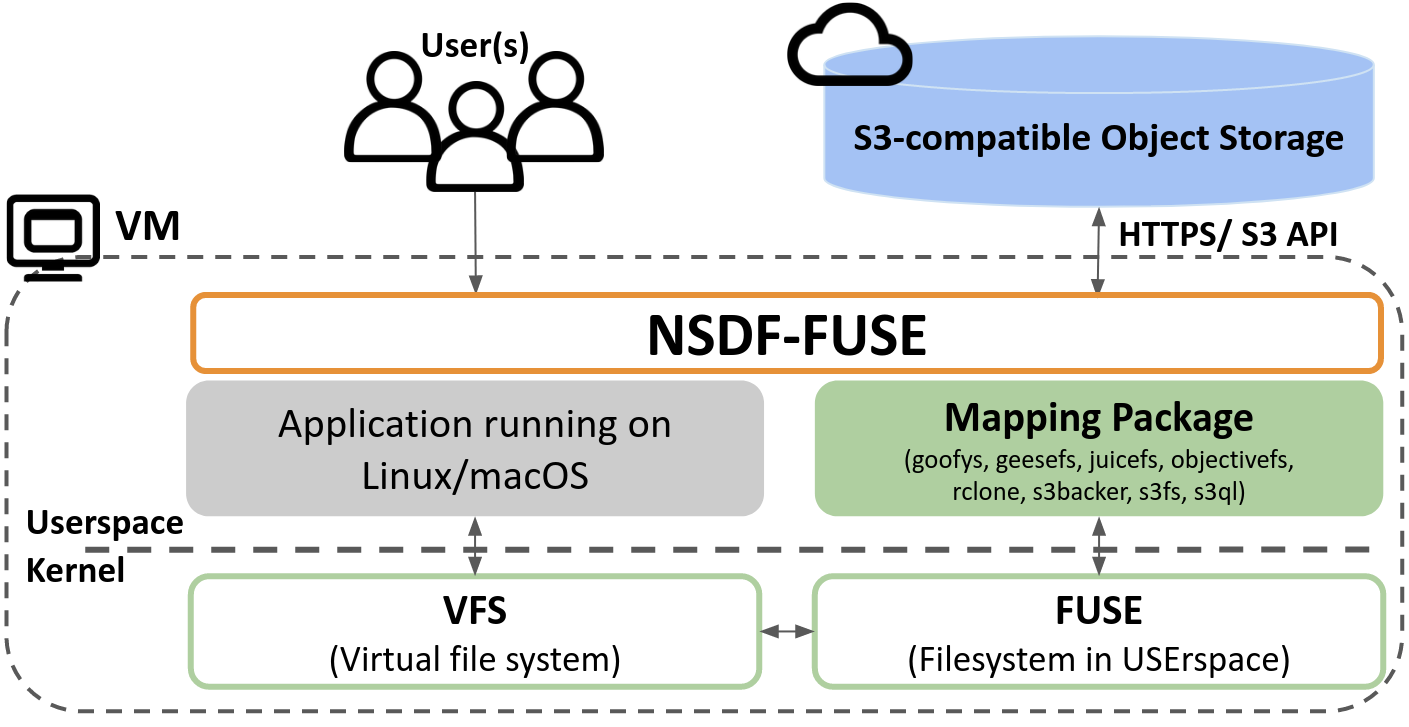 User(s)
S3-compatible Object Storage
VM
HTTPS/ S3 API
NSDF-FUSE
Application running on
Linux/macOS
Mapping Package
(goofys, geesefs, juicefs, objectivefs,
rclone, s3backer, s3fs, s3ql)
Userspace
Kernel
VFS
(Virtual file system)
FUSE
(Filesystem in USErspace)